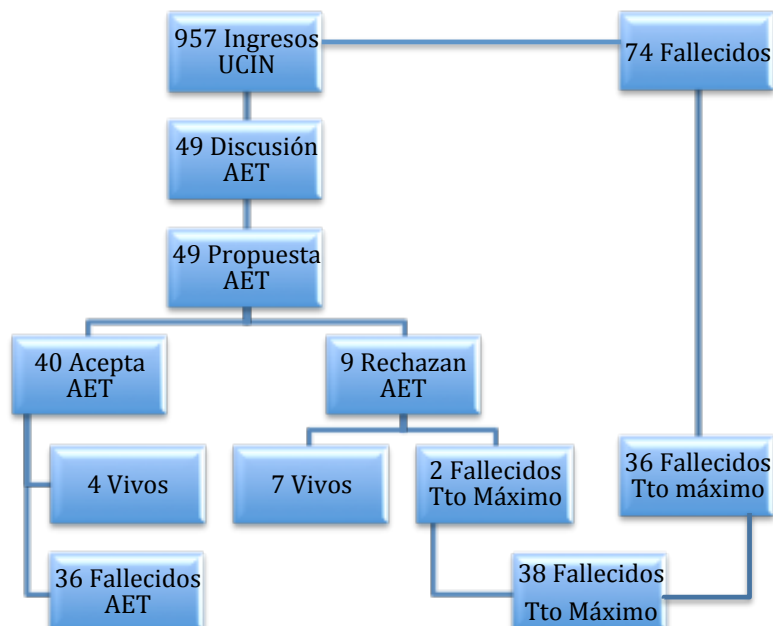 957 Ingresos
UCIN
74 Fallecidos
49 Discusión
AET
49 Propuesta
AET
40 Acepta
AET
9 Rechazan
AET
4 Vivos
7 Vivos
2 Fallecidos
Tto Máximo
36 Fallecidos
Tto máximo
36 Fallecidos
AET
38 Fallecidos
Tto Máximo